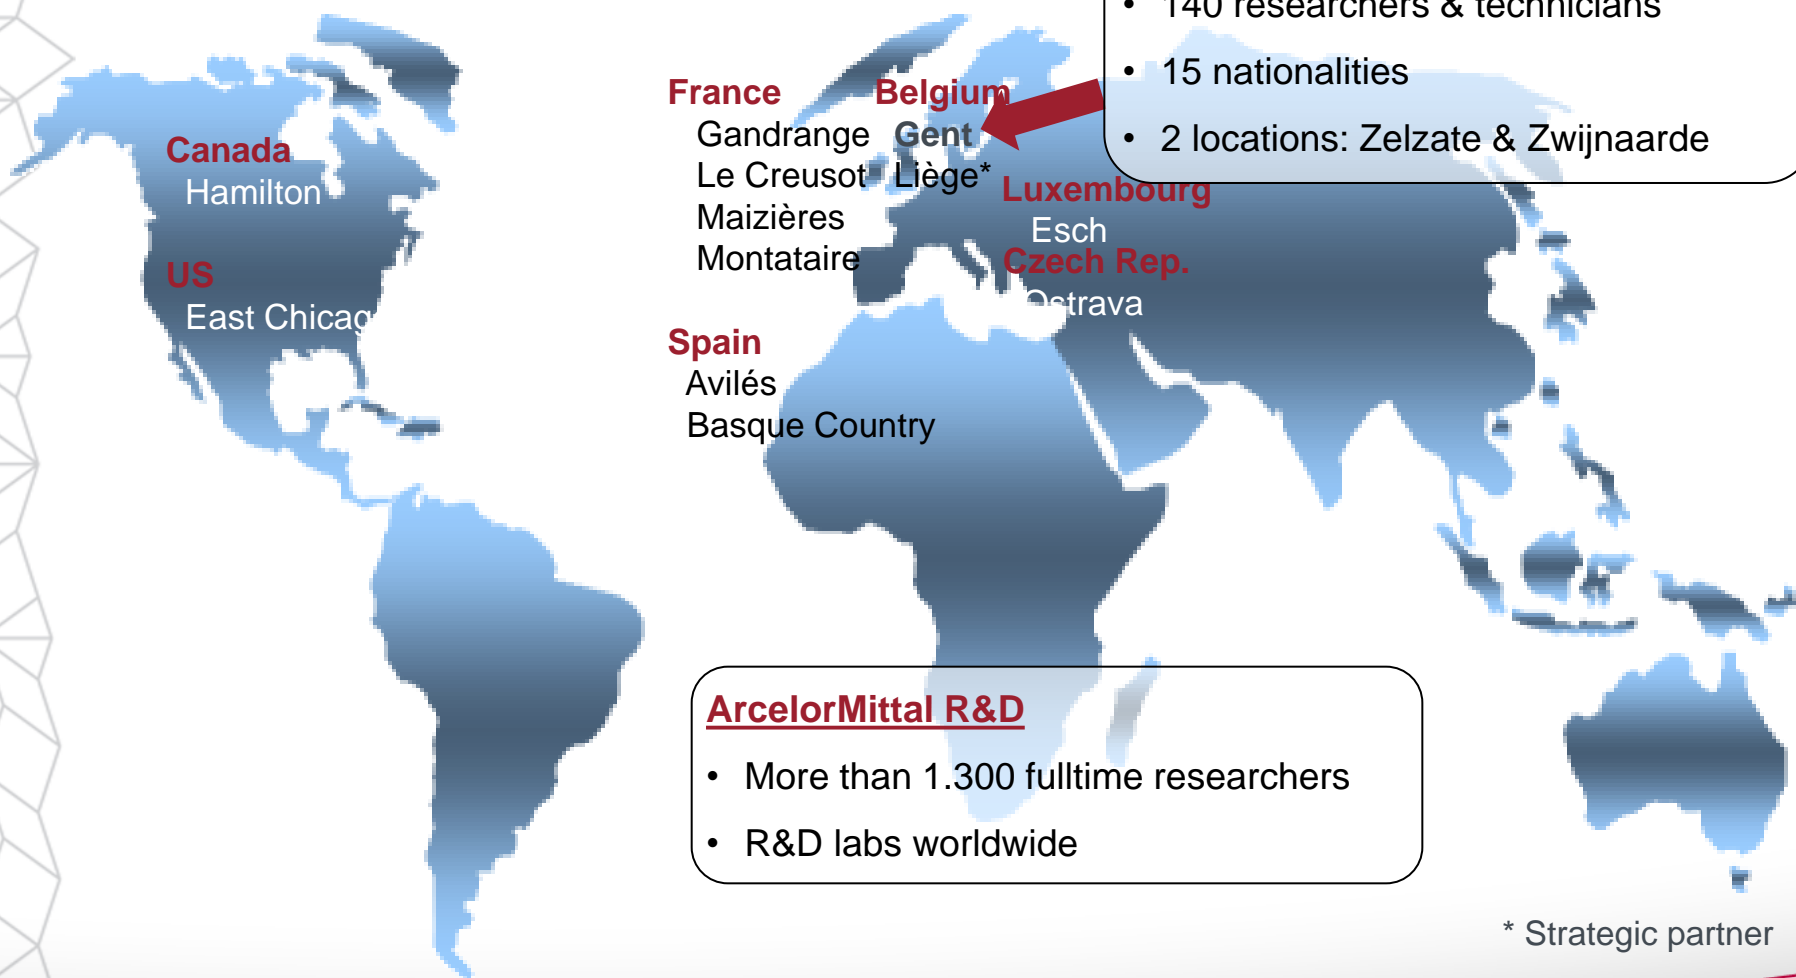 • 140 researchers & technicians
• 15 nationalities
• 2 locations: Zelzate & Zwijnaarde
France
Gandrange
Le Creusot
Maizières
Montataire
Belgium
Gent
Liège*
Luxembourg
Esch
Czech Rep.
Ostrava
Canada
Hamilton
US
East Chicag
Spain
Avilés
Basque Country
ArcelorMittal R&D
• More than 1.300 fulltime researchers
• R&D labs worldwide
* Strategic partner